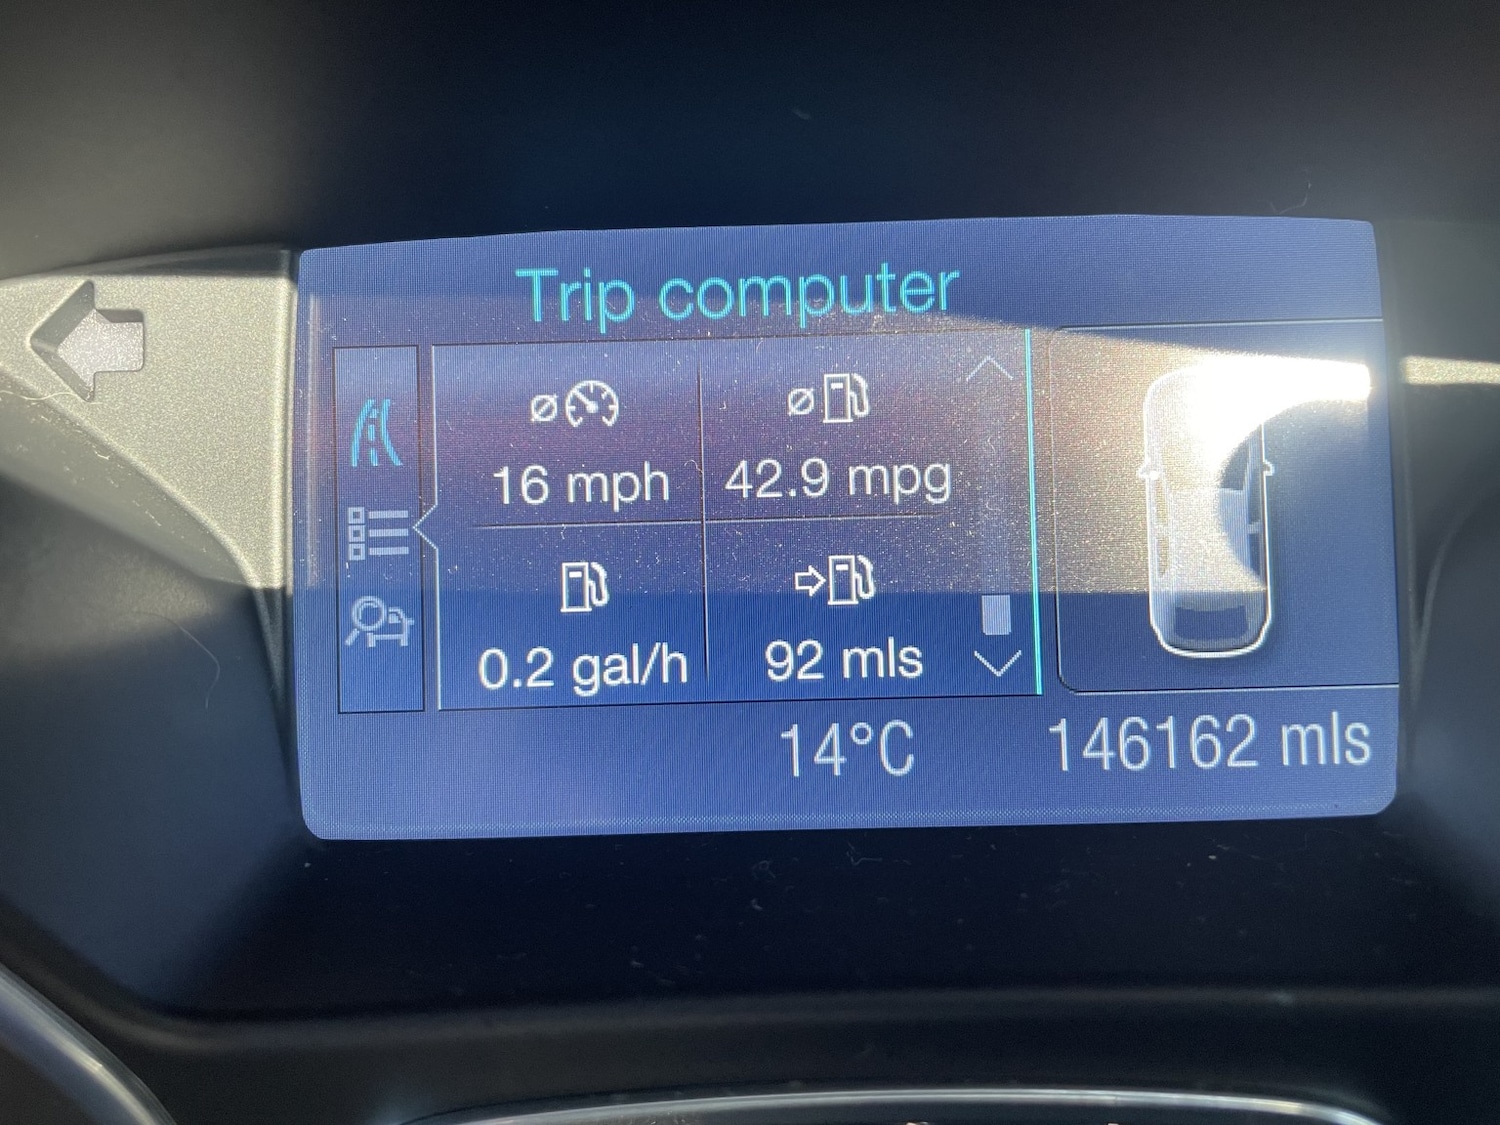 Trip computer
16 mph
42.9 mpg
0.2 gal/h
92 mls
14°C
146162 mls